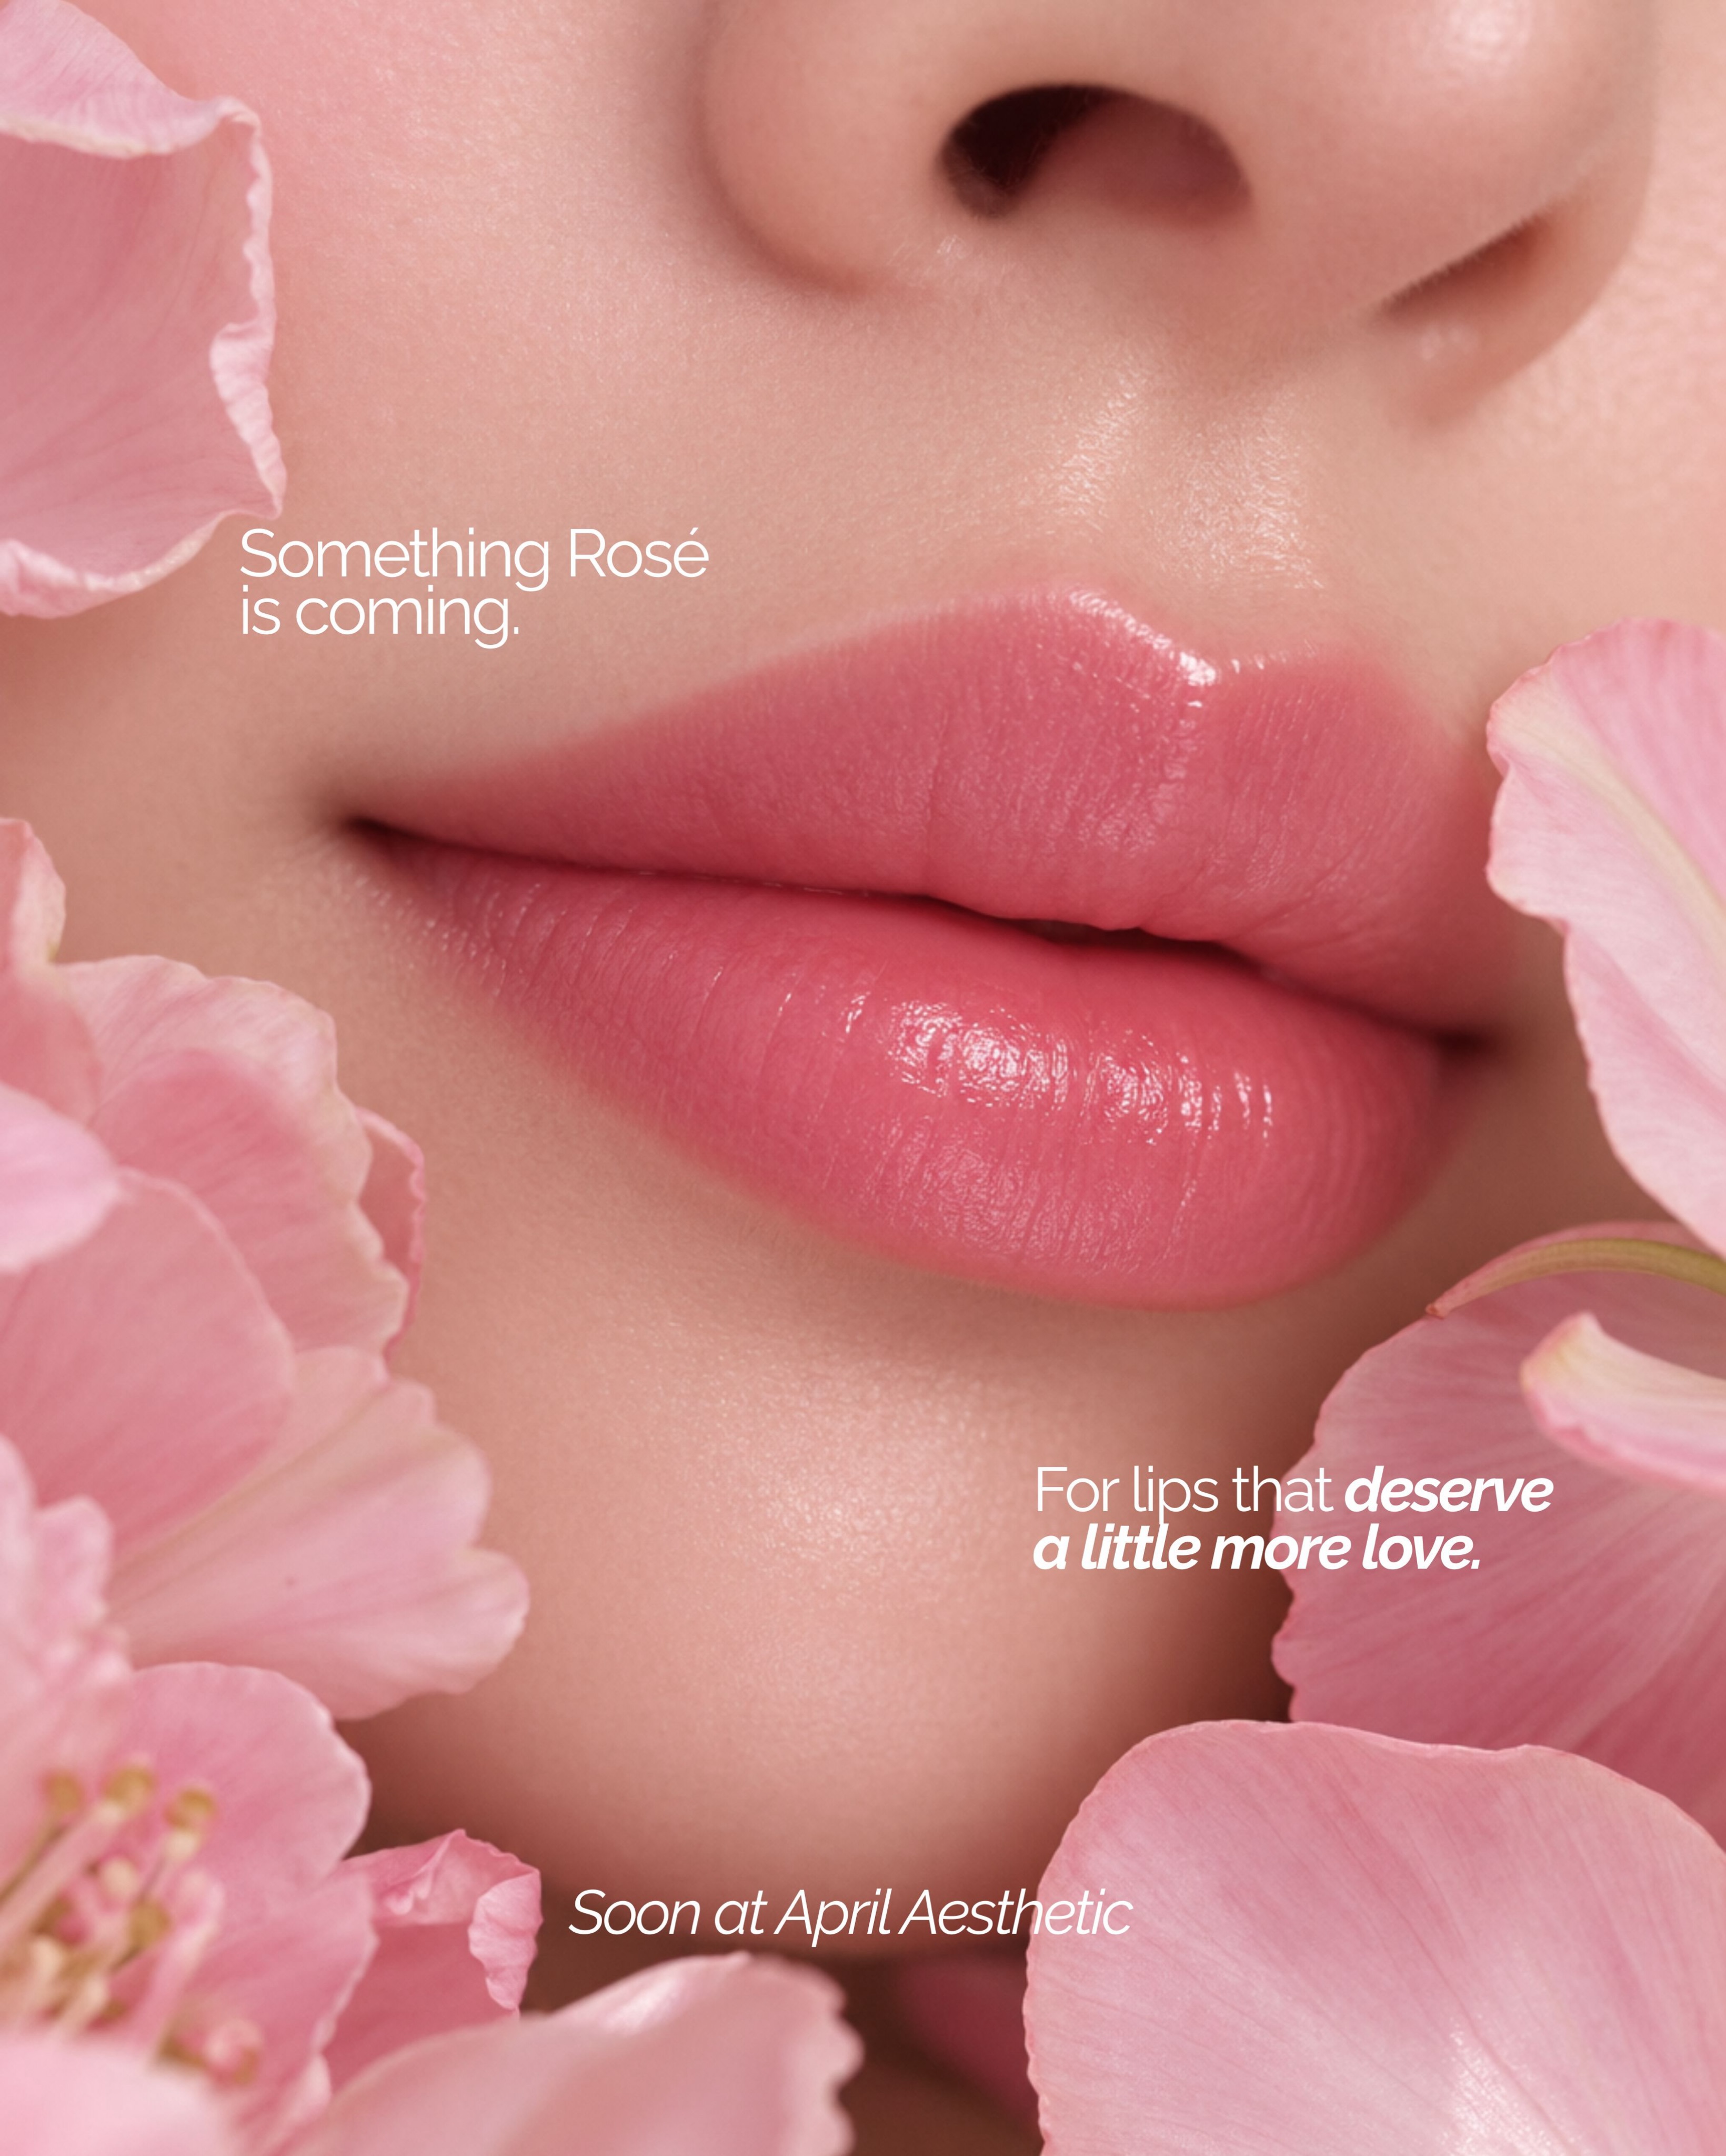 Something Rosé
is coming.
For lips that deserve
a little more love.
Soon at April Aesthetic